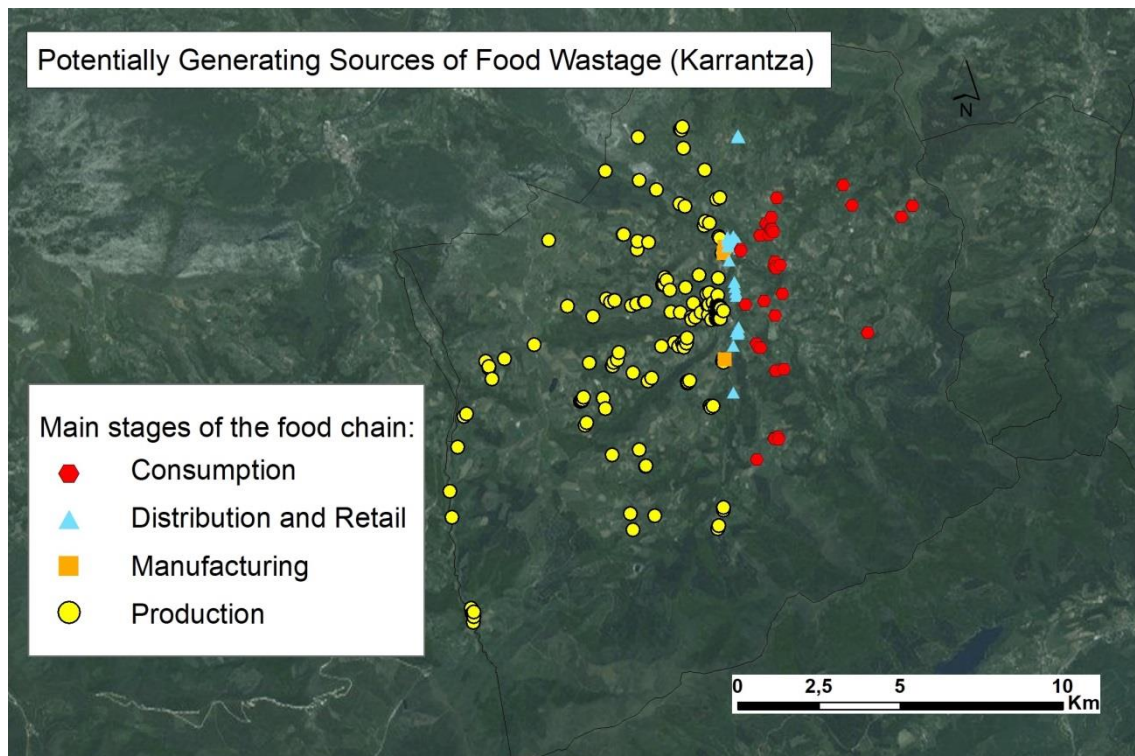 Potentially Generating Sources of Food Wastage (Karrantza)
N
Main stages of the food chain:
Consumption
Distribution and Retail
Manufacturing
Production
0 2,5 5 10
Km